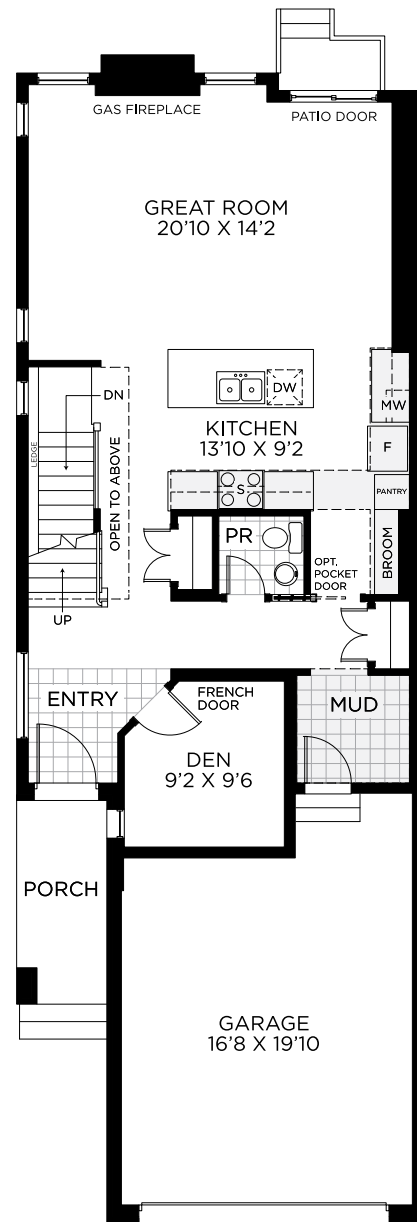 GAS FIREPLACE
PATIO DOOR
GREAT ROOM
20'10 X 14'2
DW
MW
DN
KITCHEN
13'10 X 9'2
F
LEDGE
OPEN TO ABOVE
S
PANTRY
PR
BROOM
OPT.
POCKET
DOOR
UP
ENTRY
FRENCH
DOOR
MUD
DEN
9'2 X 9'6
PORCH
GARAGE
16'8 X 19'10